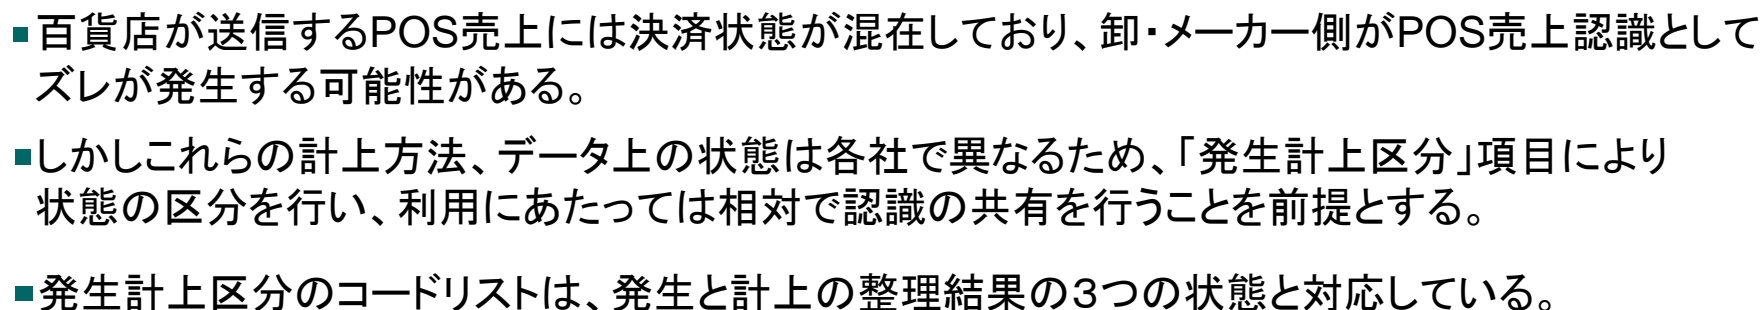 ■百貨店が送信するPOS売上には決済状態が混在しており、卸・メーカー側がPOS売上認識として
ズレが発生する可能性がある。
■しかしこれらの計上方法、データ上の状態は各社で異なるため、「発生計上区分」項目により
状態の区分を行い、利用にあたっては相対で認識の共有を行うことを前提とする。
■発生計上区分のコードリストは、発生と計上の整理結果の3つの状態と対応している。